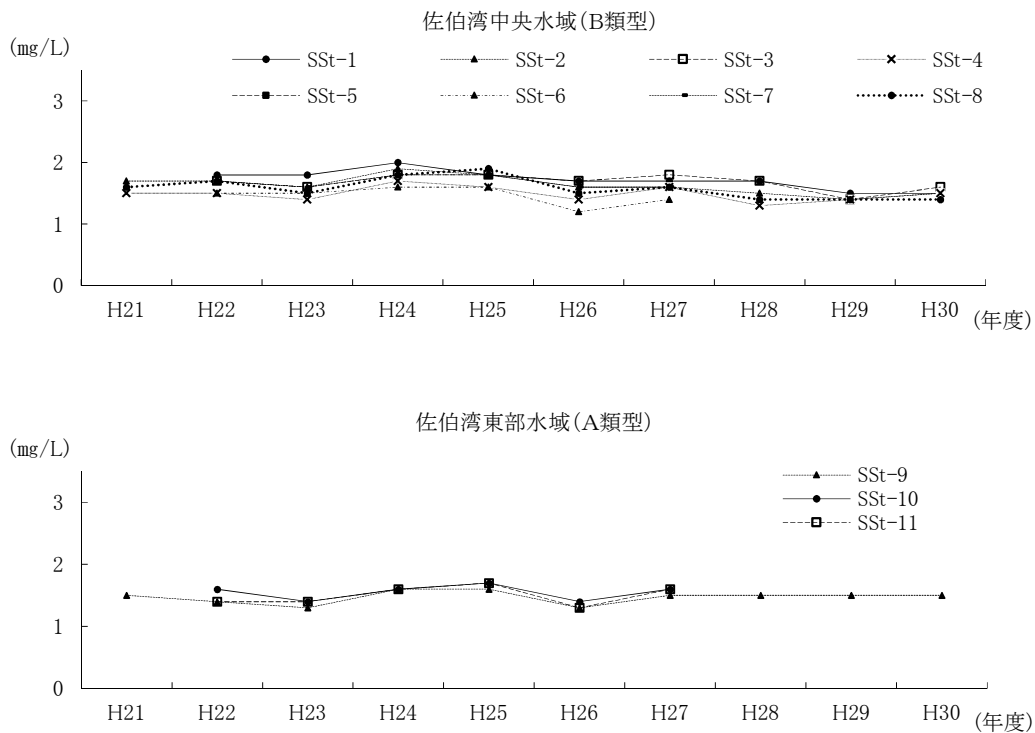 佐伯湾中央水域(B類型)
(mg/L)
SSt-1 SSt-2 SSt-3 SSt-4
SSt-5 SSt-6 SSt-7 SSt-8
3
2
1
0
H21 H22 H23 H24 H25 H26 H27 H28 H29 H30
(年度)
佐伯湾東部水域(A類型)
(mg/L)
SSt-9
SSt-10
SSt-11
3
2
1
0
H21 H22 H23 H24 H25 H26 H27 H28 H29 H30
(年度)